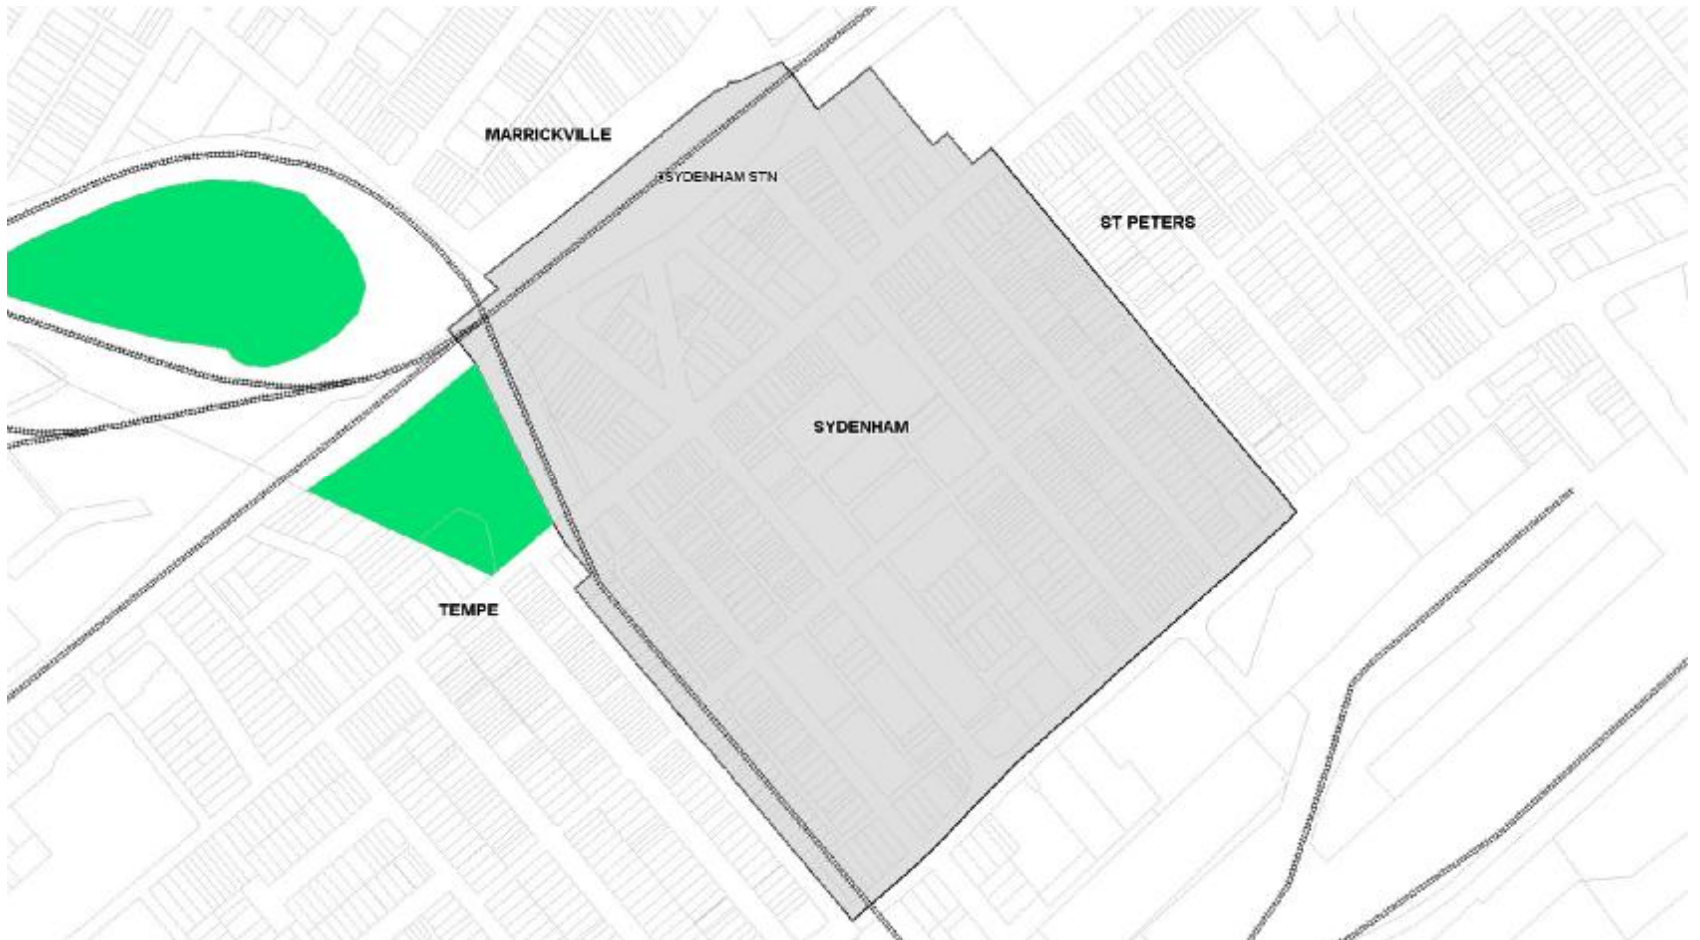 MARRICKVILLE
SYDENHAM STN
ST PETERS
SYDENHAM
TEMPE